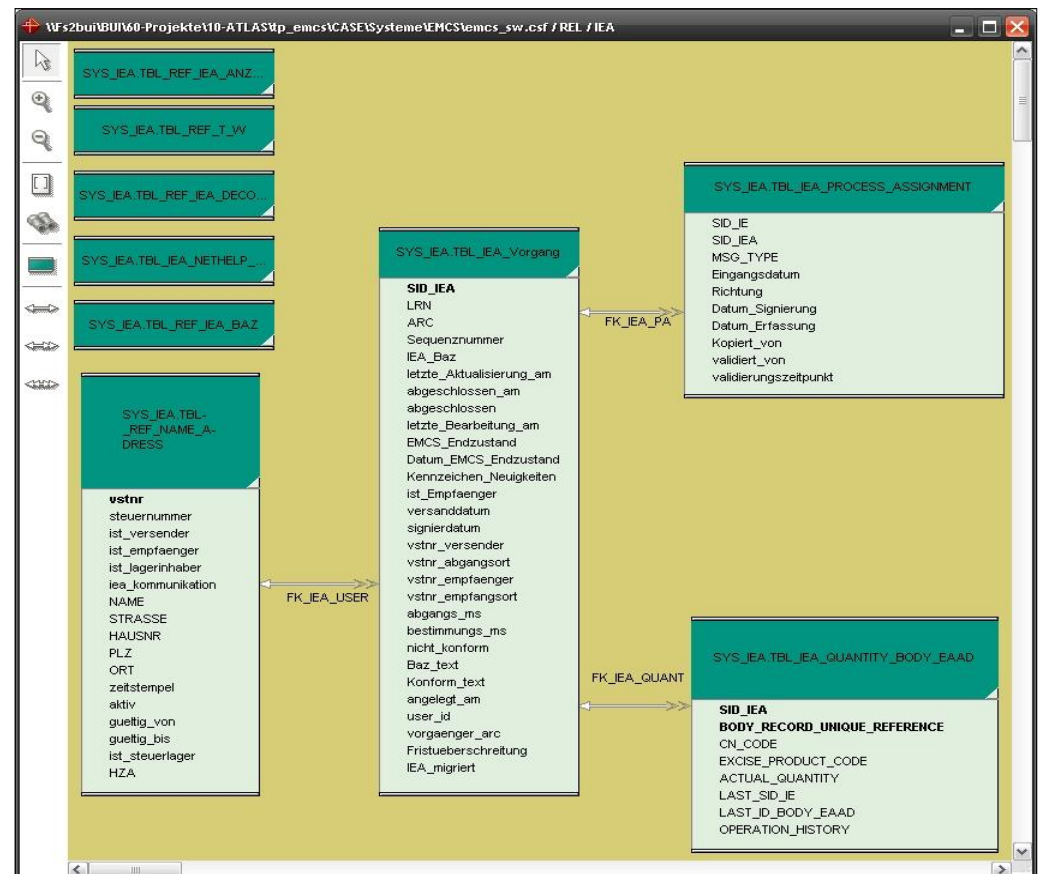 \\Fs2bui\BUI\60-Projekte\10-ATLAS\tp_emcs\CASE\Systeme\EMCS\emcs_sw.csf / REL / IEA
SYS_IEA.TBL_REF_IEA_ANZ...
SYS_IEA.TBL_REF_T_W
SYS_IEA.TBL_REF_IEA_DECO...
SYS_IEA.TBL_IEA_NETHELP_...
SYS_IEA.TBL_REF_IEA_BAZ
SYS_IEA.TBL-
_REF_NAME_A-
DRESS
vstnr
steuernummer
ist_versender
ist_empfaenger
ist_lagerinhaber
iea_kommunikation
NAME
STRASSE
HAUSNR
PLZ
ORT
zeitstempel
aktiv
gueltig_von
gueltig_bis
ist_steuerlager
HZA
FK_IEA_USER
SYS_IEA.TBL_IEA_Vorgang
SID_IEA
LRN
ARC
Sequenznummer
IEA_Baz
letzte_Aktualisierung_am
abgeschlossen_am
abgeschlossen
letzte_Bearbeitung_am
EMCS_Endzustand
Datum_EMCS_Endzustand
Kennzeichen_Neuigkeiten
ist_Empfaenger
versanddatum
signierdatum
vstnr_versender
vstnr_abgangsort
vstnr_empfaenger
vstnr_empfangsort
abgangs_ms
bestimmungs_ms
nicht_konform
Baz_text
Konform_text
angelegt_am
user_id
vorgaenger_arc
Fristueberschreitung
IEA_migriert
FK_IEA_PA
SYS_IEA.TBL_IEA_PROCESS_ASSIGNMENT
SID_IE
SID_IEA
MSG_TYPE
Eingangsdatum
Richtung
Datum_Signierung
Datum_Erfassung
Kopiert_von
validiert_von
validierungszeitpunkt
FK_IEA_QUANT
SYS_IEA.TBL_IEA_QUANTITY_BODY_EAAD
SID_IEA
BODY_RECORD_UNIQUE_REFERENCE
CN_CODE
EXCISE_PRODUCT_CODE
ACTUAL_QUANTITY
LAST_SID_IE
LAST_ID_BODY_EAAD
OPERATION_HISTORY